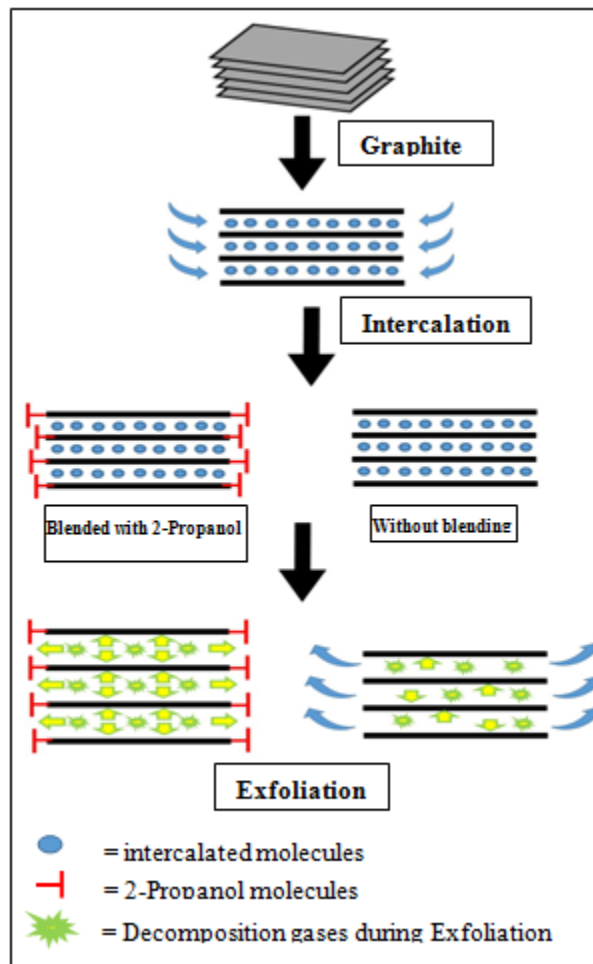 Graphite
Intercalation
Blended with 2-Propanol
Without blending
Exfoliation
= intercalated molecules
= 2-Propanol molecules
= Decomposition gases during Exfoliation